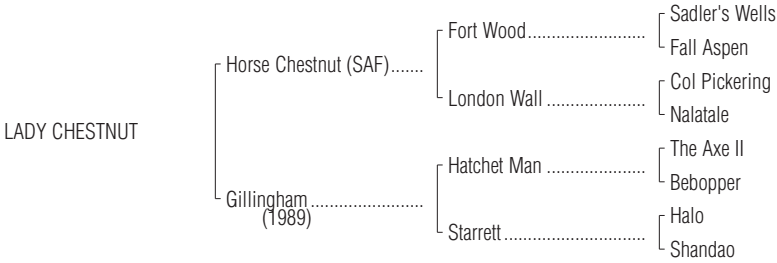 Sadler's Wells
Fort Wood
Fall Aspen
Horse Chestnut (SAF)
Col Pickering
London Wall
Nalatale
LADY CHESTNUT
The Axe II
Hatchet Man
Bebopper
Gillingham
(1989)
Halo
Starrett
Shandao